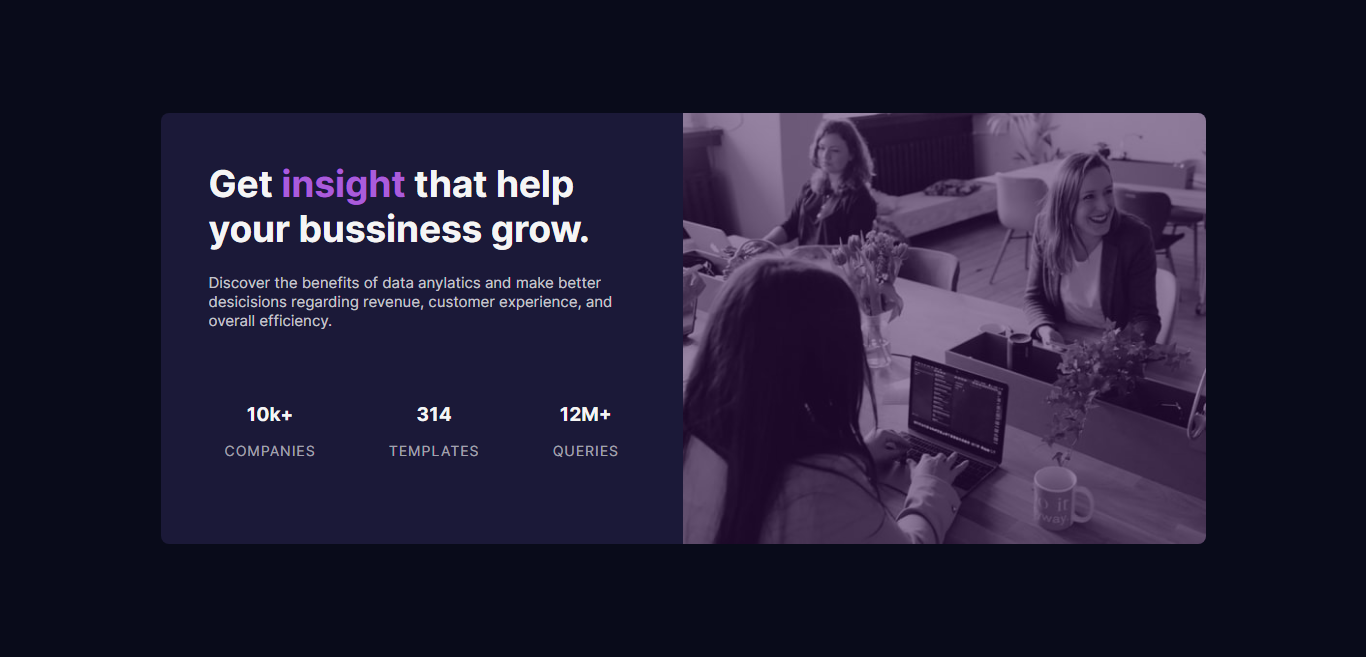 Get insight that help
your bussiness grow.
Discover the benefits of data anylatics and make better
desicisions regarding revenue, customer experience, and
overall efficiency.
10k+ 314 12M+
COMPANIES TEMPLATES QUERIES